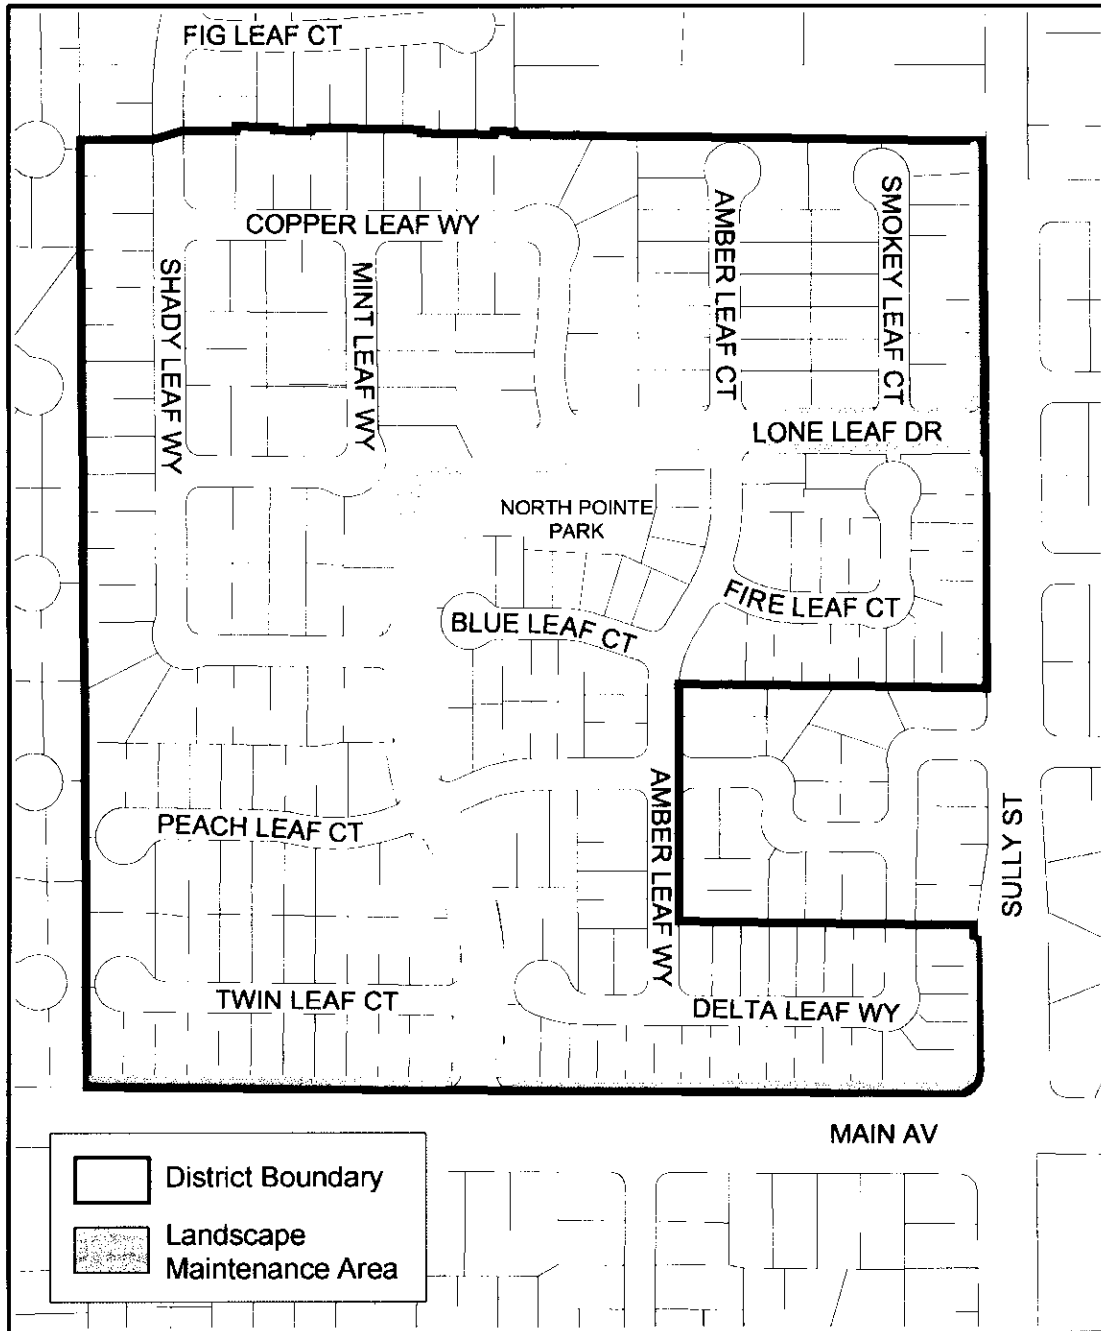 FIG LEAF CT
COPPER LEAF WY
SHADY LEAF WY
MINT LEAF WY
AMBER LEAF CT
SMOKEY LEAF CT
LONE LEAF DR
NORTH POINTE
PARK
FIRE LEAF CT
BLUE LEAF CT
AMBER LEAF WY
SULLY ST
PEACH LEAF CT
TWIN LEAF CT
DELTA LEAF WY
MAIN AV
District Boundary
Landscape
Maintenance Area